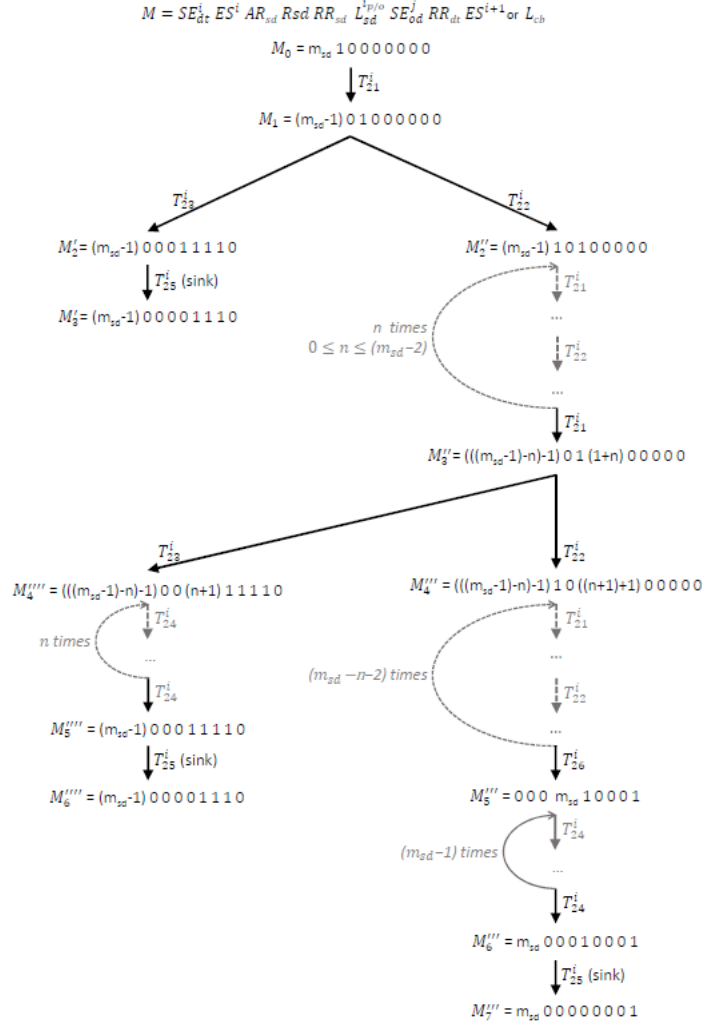 M = SE^i_dt ES^i AR_sd Rsd RR_sd L^lp/o_sd SE^j_od RR_dt ES^i+1 or L_cb
M_0 = m_sd 1 0 0 0 0 0 0 0
T^i_21
M_1 = (m_sd-1) 0 1 0 0 0 0 0 0
T^i_23
T^i_22
M'_2 = (m_sd-1) 0 0 0 1 1 1 1 0
M''_2 = (m_sd-1) 1 0 1 0 0 0 0 0
T^i_25 (sink)
T^i_21
M'_3 = (m_sd-1) 0 0 0 0 1 1 1 0
...
n times
0 ≤ n ≤ (m_sd−2)
T^i_22
...
T^i_21
M''_3 = (((m_sd-1)-n)-1) 0 1 (1+n) 0 0 0 0 0
T^i_23
T^i_22
M''''_4 = (((m_sd-1)-n)-1) 0 0 (n+1) 1 1 1 1 0
M'''_4 = (((m_sd-1)-n)-1) 1 0 ((n+1)+1) 0 0 0 0 0
T^i_24
T^i_21
n times
...
...
(m_sd −n−2) times
T^i_24
T^i_22
M''''_5 = (m_sd-1) 0 0 0 1 1 1 1 0
...
T^i_25 (sink)
T^i_26
M''''_6 = (m_sd-1) 0 0 0 0 1 1 1 0
M'''_5 = 0 0 0 m_sd 1 0 0 0 1
T^i_24
(m_sd−1) times
...
T^i_24
M'''_6 = m_sd 0 0 0 1 0 0 0 1
T^i_25 (sink)
M'''_7 = m_sd 0 0 0 0 0 0 0 1